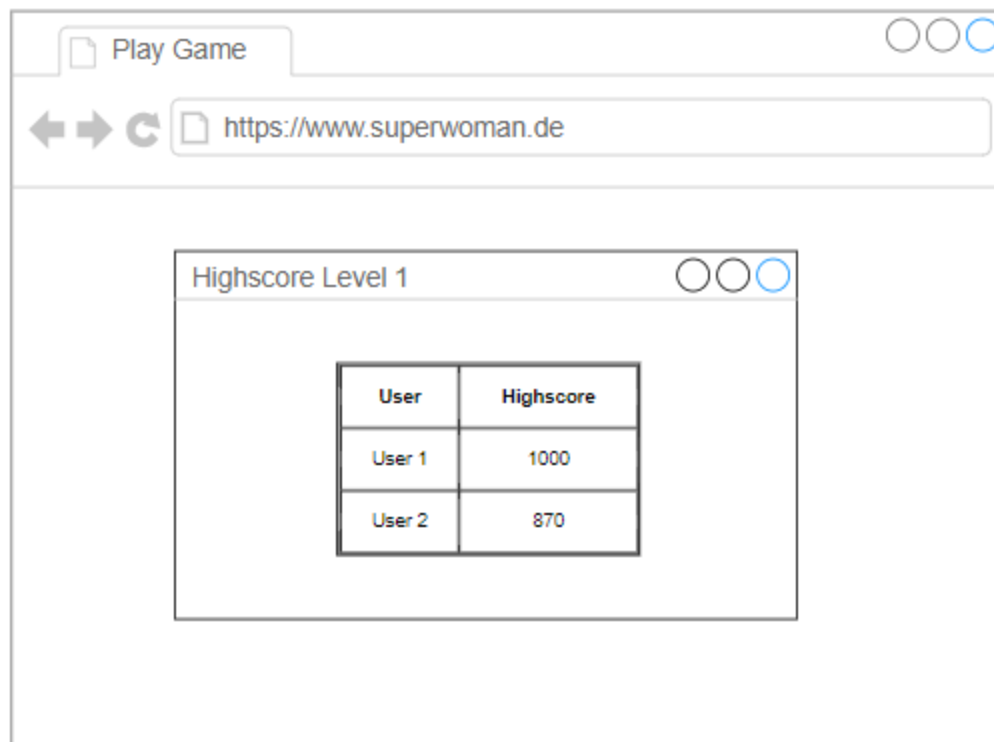 Play Game
https://www.superwoman.de
Highscore Level 1
User Highscore
User 1 1000
User 2 870